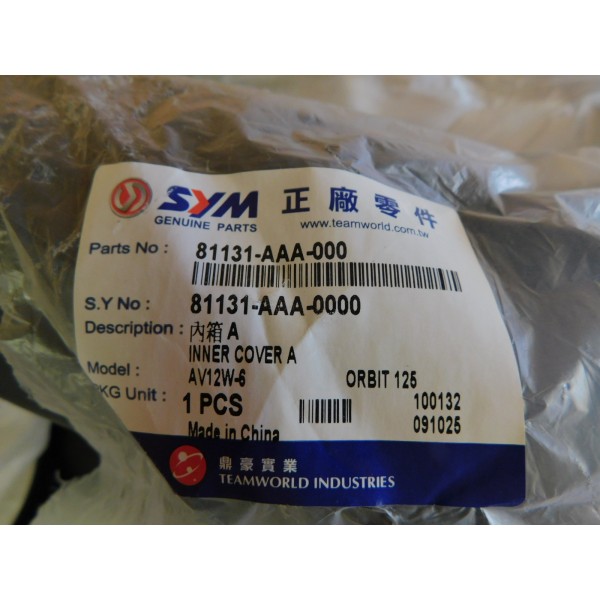 SYM 正廠零件
GENUINE PARTS www.teamworld.com.tw
Parts No : 81131-AAA-000
S.Y No : 81131-AAA-0000
Description : 內箱 A
INNER COVER A
Model : AV12W-6 ORBIT 125
KG Unit : 1 PCS 100132
Made in China 091025
鼎豪實業
TEAMWORLD INDUSTRIES